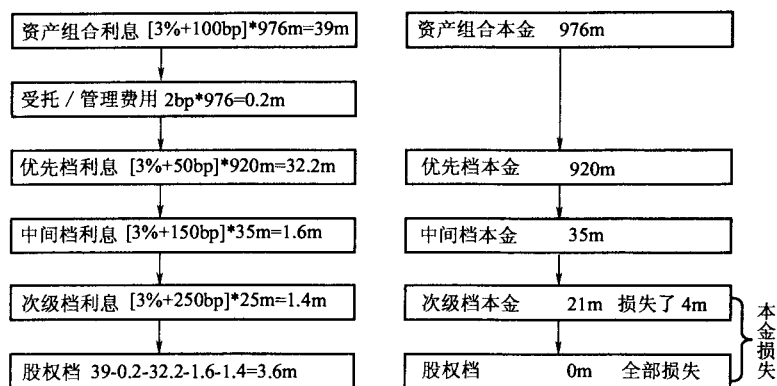 资产组合利息 [3%+100bp]*976m=39m
受托／管理费用 2bp*976=0.2m
优先档利息 [3%+50bp]*920m=32.2m
中间档利息 [3%+150bp]*35m=1.6m
次级档利息 [3%+250bp]*25m=1.4m
股权档 39-0.2-32.2-1.6-1.4=3.6m
资产组合本金 976m
优先档本金 920m
中间档本金 35m
次级档本金 21m 损失了 4m
股权档 0m 全部损失
本金损失